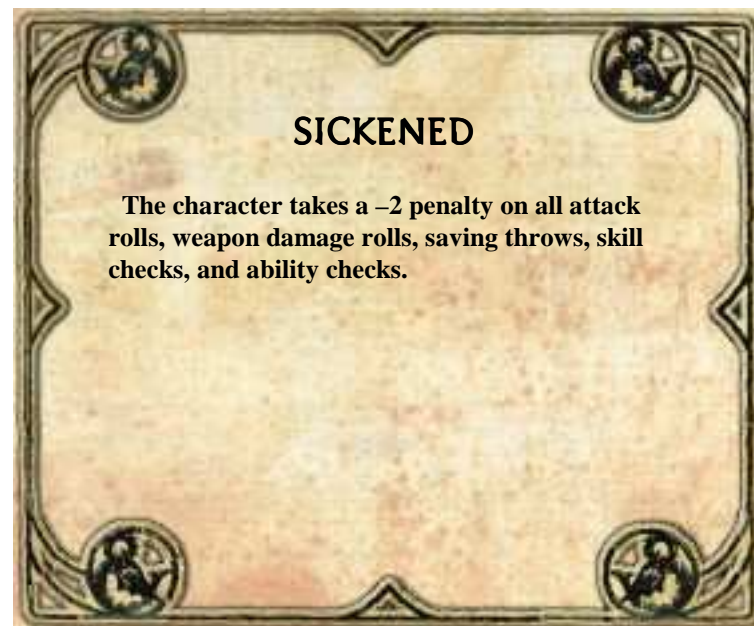 SICKENED
The character takes a –2 penalty on all attack
rolls, weapon damage rolls, saving throws, skill
checks, and ability checks.